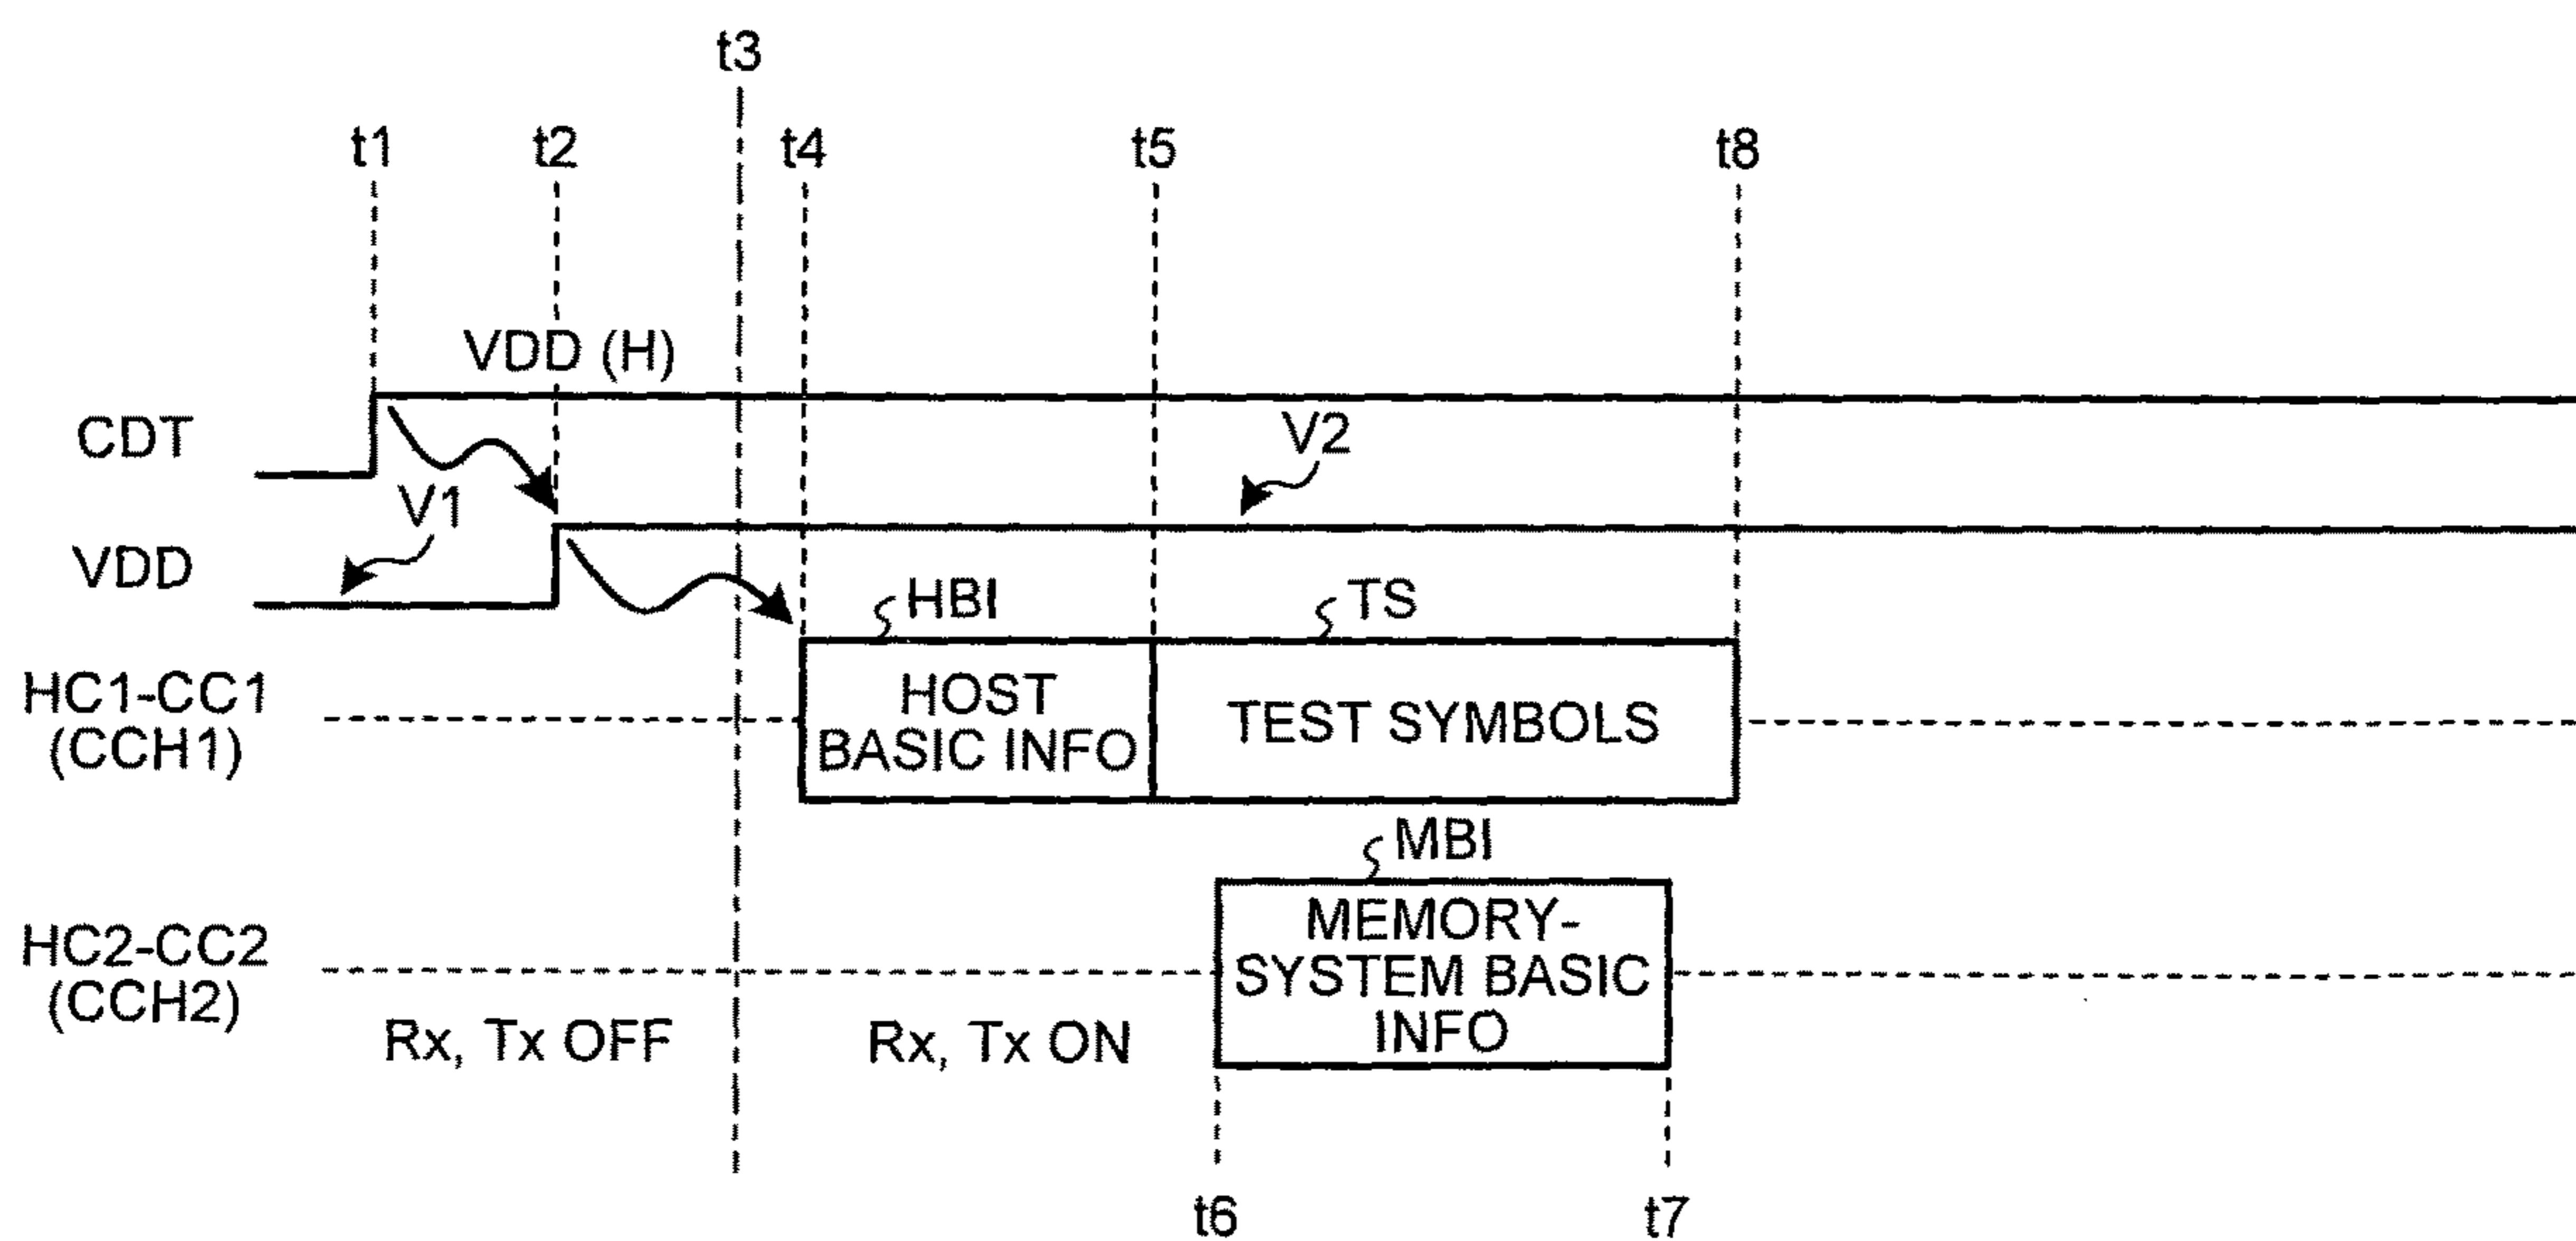 t3
t1
t2
t4
t5
t8
VDD (H)
CDT
V2
V1
VDD
HBI
TS
HC1-CC1
(CCH1)
HOST
BASIC INFO
TEST SYMBOLS
MBI
HC2-CC2
(CCH2)
MEMORY-
SYSTEM BASIC
INFO
Rx, Tx OFF
Rx, Tx ON
t6
t7